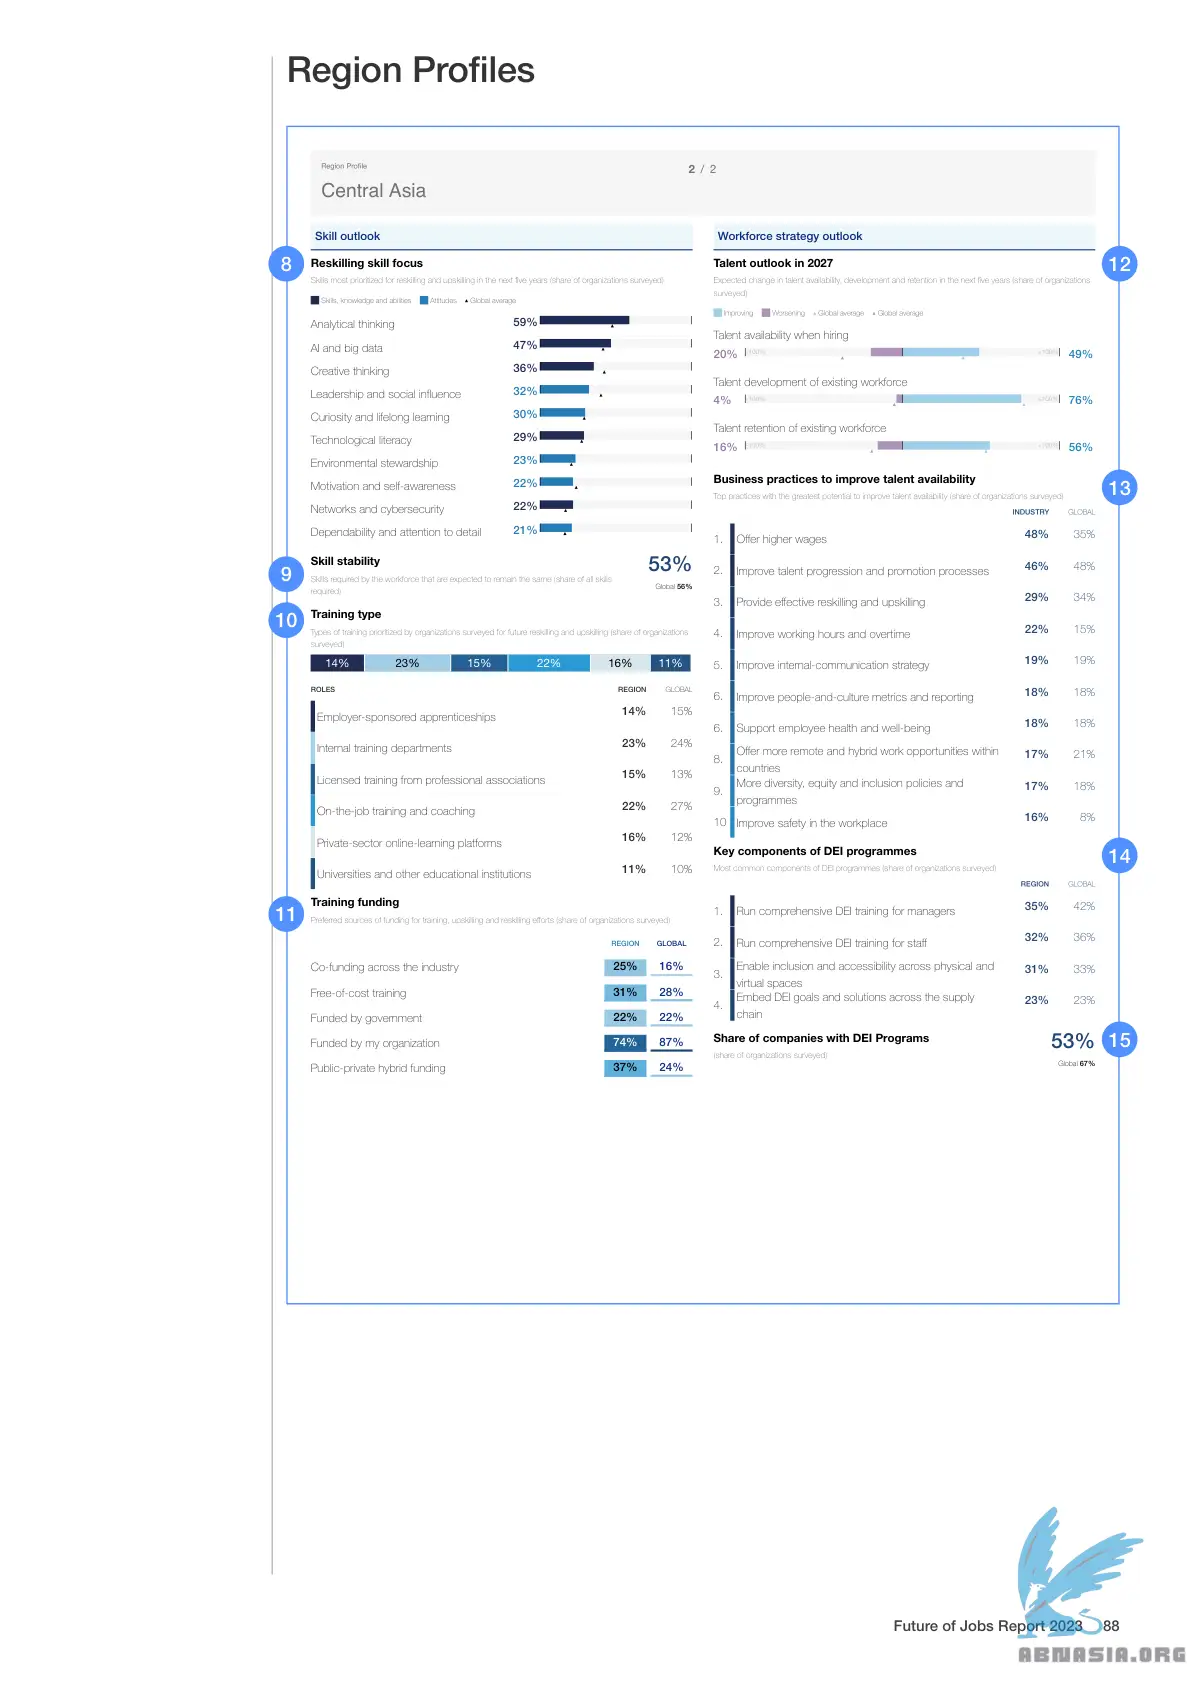 Region Profiles
Region Profile
Central Asia
2 / 2
Skill outlook
8
Reskilling skill focus
Skills most prioritized for reskilling and upskilling in the next five years (share of organizations surveyed)
Skills, knowledge and abilities Attitudes Global average
Analytical thinking 59%
AI and big data 47%
Creative thinking 36%
Leadership and social influence 32%
Curiosity and lifelong learning 30%
Technological literacy 29%
Environmental stewardship 23%
Motivation and self-awareness 22%
Networks and cybersecurity 22%
Dependability and attention to detail 21%
9
Skill stability 53%
Skills required by the workforce that are expected to remain the same (share of all skills
required)
Global 56%
10
Training type
Types of training prioritized by organizations surveyed for future reskilling and upskilling (share of organizations
surveyed)
14% 23% 15% 22% 16% 11%
ROLES REGION GLOBAL
Employer-sponsored apprenticeships 14% 15%
Internal training departments 23% 24%
Licensed training from professional associations 15% 13%
On-the-job training and coaching 22% 27%
Private-sector online-learning platforms 16% 12%
Universities and other educational institutions 11% 10%
11
Training funding
Preferred sources of funding for training, upskilling and reskilling efforts (share of organizations surveyed)
REGION GLOBAL
Co-funding across the industry 25% 16%
Free-of-cost training 31% 28%
Funded by government 22% 22%
Funded by my organization 74% 87%
Public-private hybrid funding 37% 24%
Workforce strategy outlook
12
Talent outlook in 2027
Expected change in talent availability, development and retention in the next five years (share of organizations
surveyed)
Improving Worsening Global average Global average
Talent availability when hiring
20% 49%
Talent development of existing workforce
4% 76%
Talent retention of existing workforce
16% 56%
13
Business practices to improve talent availability
Top practices with the greatest potential to improve talent availability (share of organizations surveyed)
INDUSTRY GLOBAL
1. Offer higher wages 48% 35%
2. Improve talent progression and promotion processes 46% 48%
3. Provide effective reskilling and upskilling 29% 34%
4. Improve working hours and overtime 22% 15%
5. Improve internal-communication strategy 19% 19%
6. Improve people-and-culture metrics and reporting 18% 18%
6. Support employee health and well-being 18% 18%
8. Offer more remote and hybrid work opportunities within
countries 17% 21%
9. More diversity, equity and inclusion policies and
programmes 17% 18%
10 Improve safety in the workplace 16% 8%
14
Key components of DEI programmes
Most common components of DEI programmes (share of organizations surveyed)
REGION GLOBAL
1. Run comprehensive DEI training for managers 35% 42%
2. Run comprehensive DEI training for staff 32% 36%
3. Enable inclusion and accessibility across physical and
virtual spaces 31% 33%
4. Embed DEI goals and solutions across the supply
chain 23% 23%
15
Share of companies with DEI Programs 53%
(share of organizations surveyed)
Global 67%
Future of Jobs Report 2023 88
ABNASIA.ORG